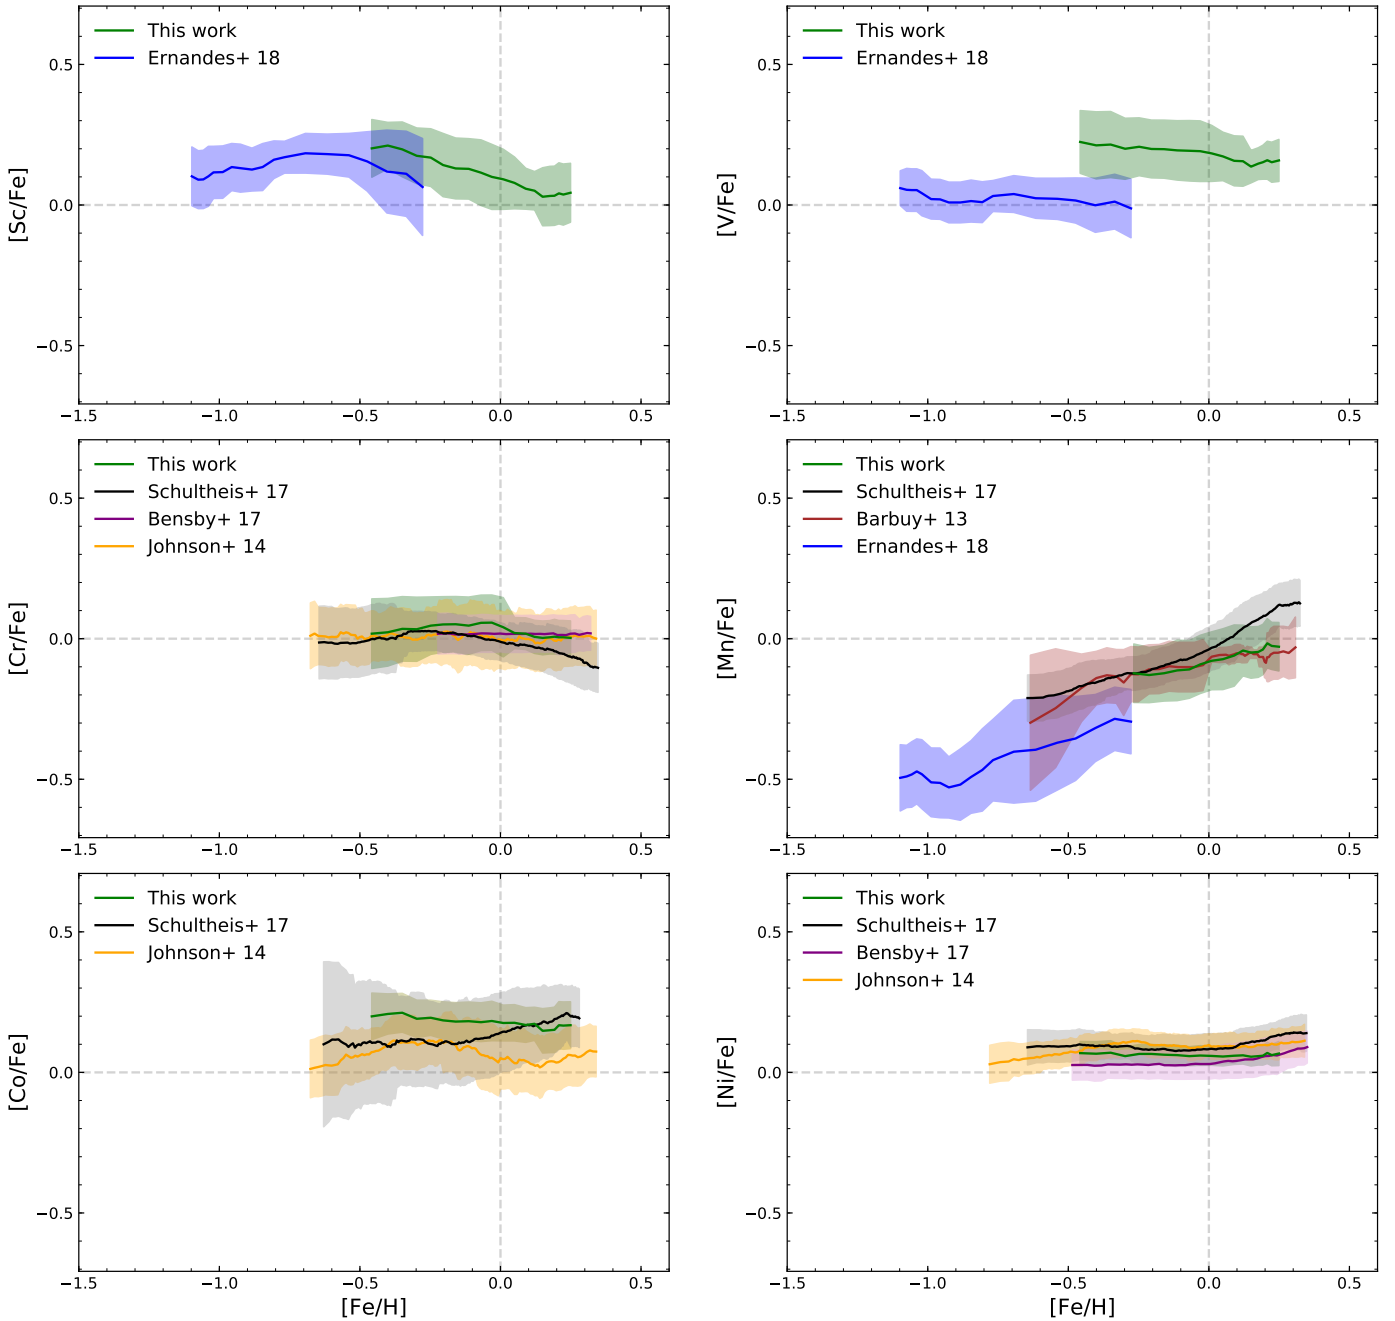 This work
Ernandes+ 18
0.5
0.0
−0.5
[Sc/Fe]
−1.5
−1.0
−0.5
0.0
0.5
This work
Ernandes+ 18
0.5
0.0
−0.5
[V/Fe]
−1.5
−1.0
−0.5
0.0
0.5
This work
Schultheis+ 17
Bensby+ 17
Johnson+ 14
0.5
0.0
−0.5
[Cr/Fe]
−1.5
−1.0
−0.5
0.0
0.5
This work
Schultheis+ 17
Barbuy+ 13
Ernandes+ 18
0.5
0.0
−0.5
[Mn/Fe]
−1.5
−1.0
−0.5
0.0
0.5
This work
Schultheis+ 17
Johnson+ 14
0.5
0.0
−0.5
[Co/Fe]
−1.5
−1.0
−0.5
0.0
0.5
[Fe/H]
This work
Schultheis+ 17
Bensby+ 17
Johnson+ 14
0.5
0.0
−0.5
[Ni/Fe]
−1.5
−1.0
−0.5
0.0
0.5
[Fe/H]